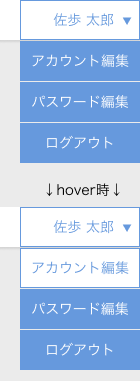 佐歩 太郎 ▼
アカウント編集
パスワード編集
ログアウト
↓hover時↓
佐歩 太郎 ▼
アカウント編集
パスワード編集
ログアウト